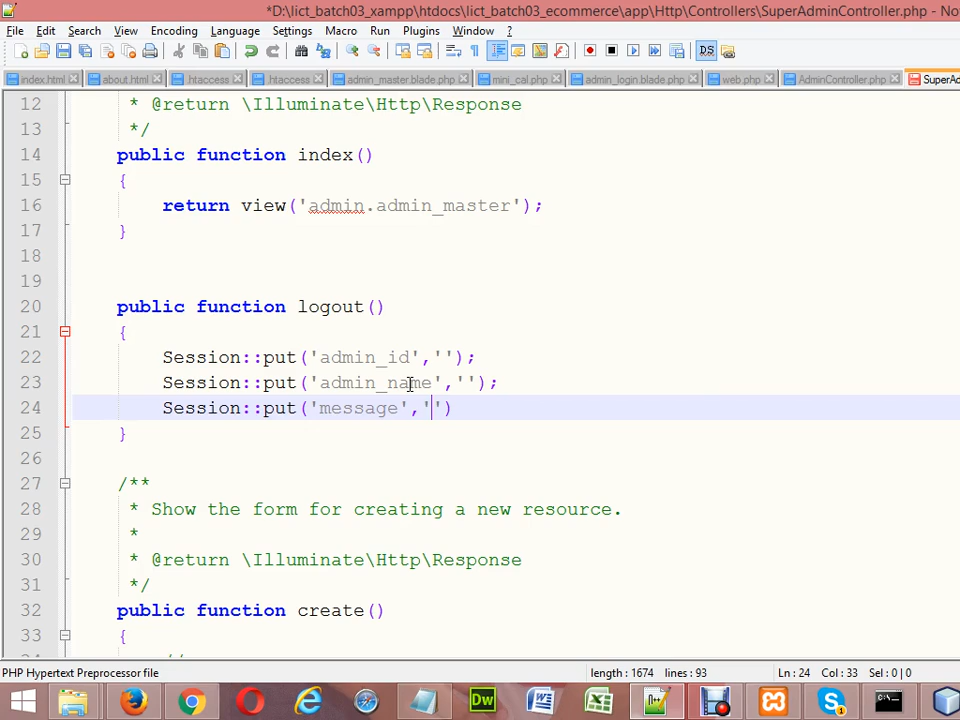 *D:\lict_batch03_xampp\htdocs\lict_batch03_ecommerce\app\Http\Controllers\SuperAdminController.php - No
File Edit Search View Encoding Language Settings Macro Run Plugins Window ?
index.html about.html .htaccess .htaccess admin_master.blade.php mini_cal.php admin_login.blade.php web.php AdminController.php SuperAd
12 * @return \Illuminate\Http\Response
13 */
14 public function index()
15 {
16 return view('admin.admin_master');
17 }
18
19
20 public function logout()
21 {
22 Session::put('admin_id','');
23 Session::put('admin_name','');
24 Session::put('message','')
25 }
26
27 /**
28 * Show the form for creating a new resource.
29 *
30 * @return \Illuminate\Http\Response
31 */
32 public function create()
33 {
PHP Hypertext Preprocessor file length : 1674 lines : 93 Ln : 24 Col : 33 Sel : 0 | 0